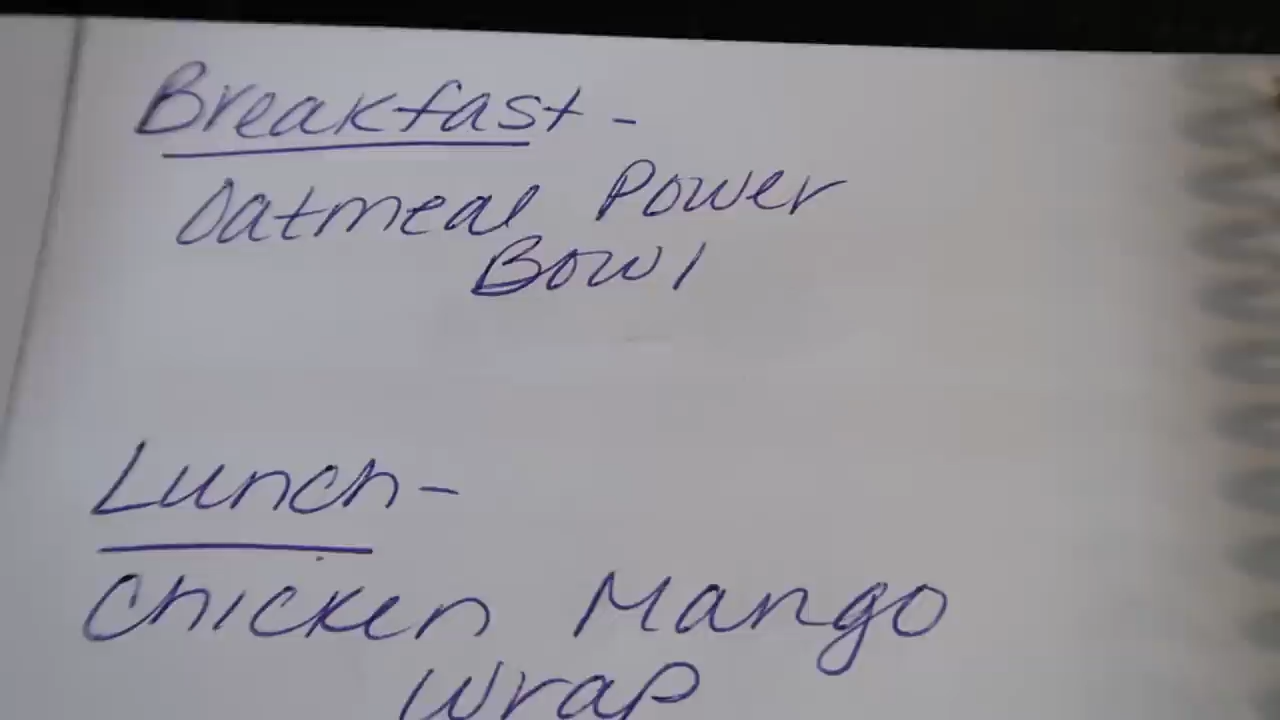 Breakfast -
Oatmeal Power
Bowl
Lunch -
Chicken Mango
Wrap